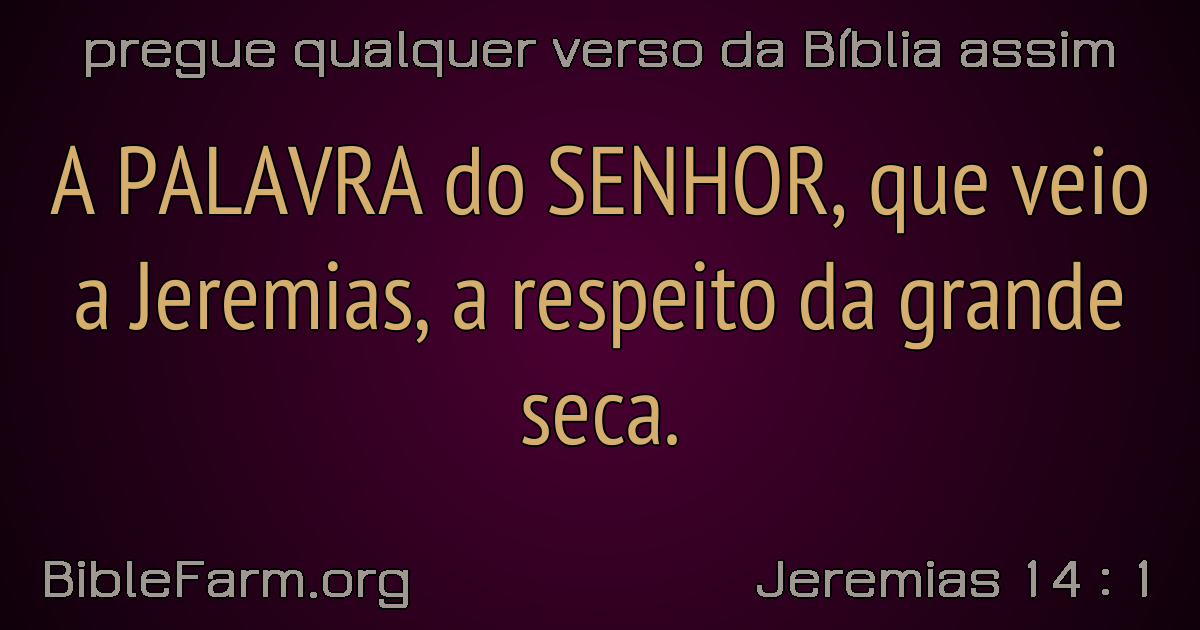 pregue qualquer verso da Bíblia assim
A PALAVRA do SENHOR, que veio
a Jeremias, a respeito da grande
seca.
BibleFarm.org
Jeremias 14 : 1